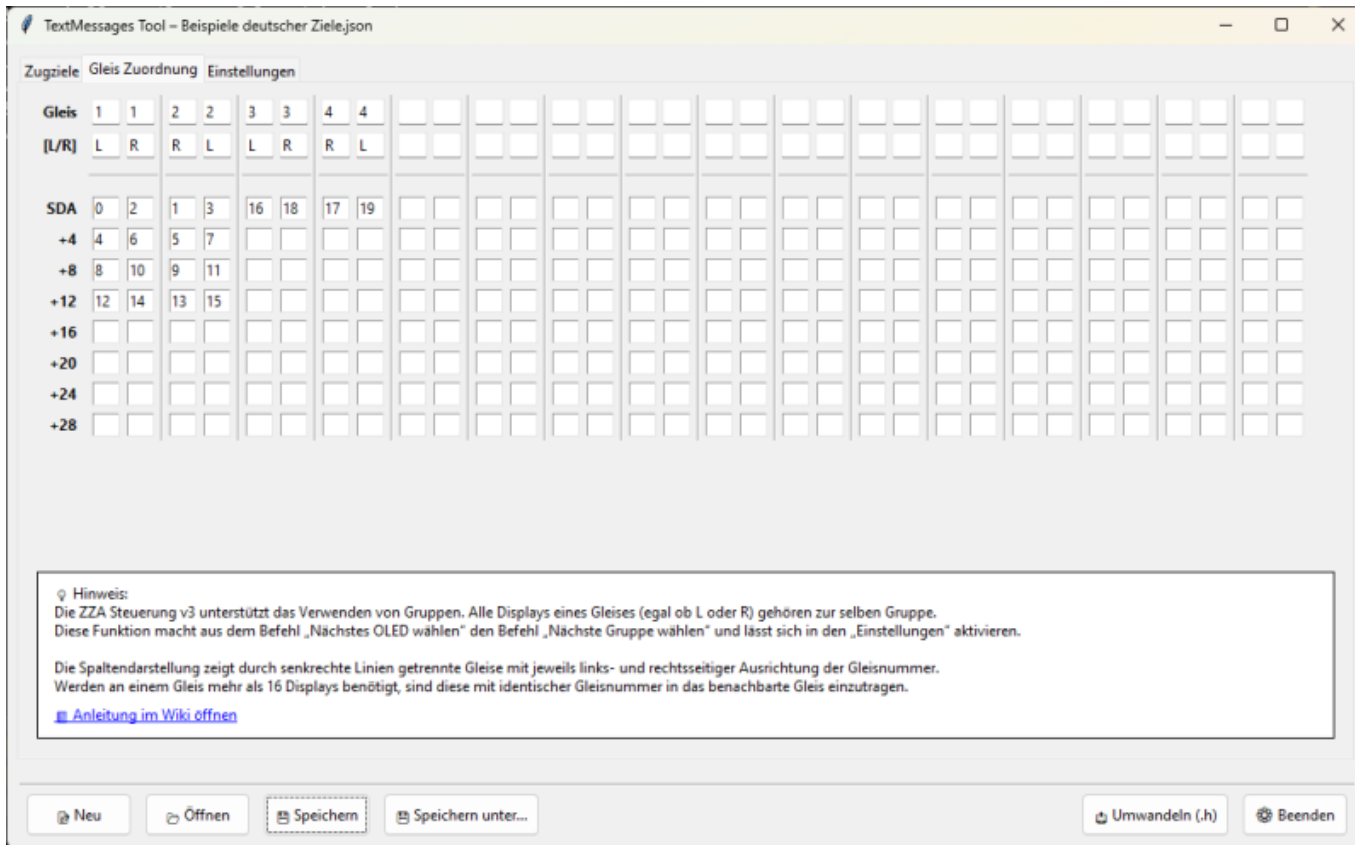 TextMessages Tool – Beispiele deutscher Ziele.json
Zugziele Gleis Zuordnung Einstellungen
Gleis 1 1 2 2 3 3 4 4
[L/R] L R R L L R R L
SDA 0 2 1 3 16 18 17 19
+4 4 6 5 7
+8 8 10 9 11
+12 12 14 13 15
+16
+20
+24
+28
Hinweis:
Die ZZA Steuerung v3 unterstützt das Verwenden von Gruppen. Alle Displays eines Gleises (egal ob L oder R) gehören zur selben Gruppe.
Diese Funktion macht aus dem Befehl „Nächstes OLED wählen“ den Befehl „Nächste Gruppe wählen“ und lässt sich in den „Einstellungen“ aktivieren.
Die Spaltendarstellung zeigt durch senkrechte Linien getrennte Gleise mit jeweils links- und rechtsseitiger Ausrichtung der Gleisnummer.
Werden an einem Gleis mehr als 16 Displays benötigt, sind diese mit identischer Gleisnummer in das benachbarte Gleis einzutragen.
Anleitung im Wiki öffnen
Neu Öffnen Speichern Speichern unter... Umwandeln (.h) Beenden